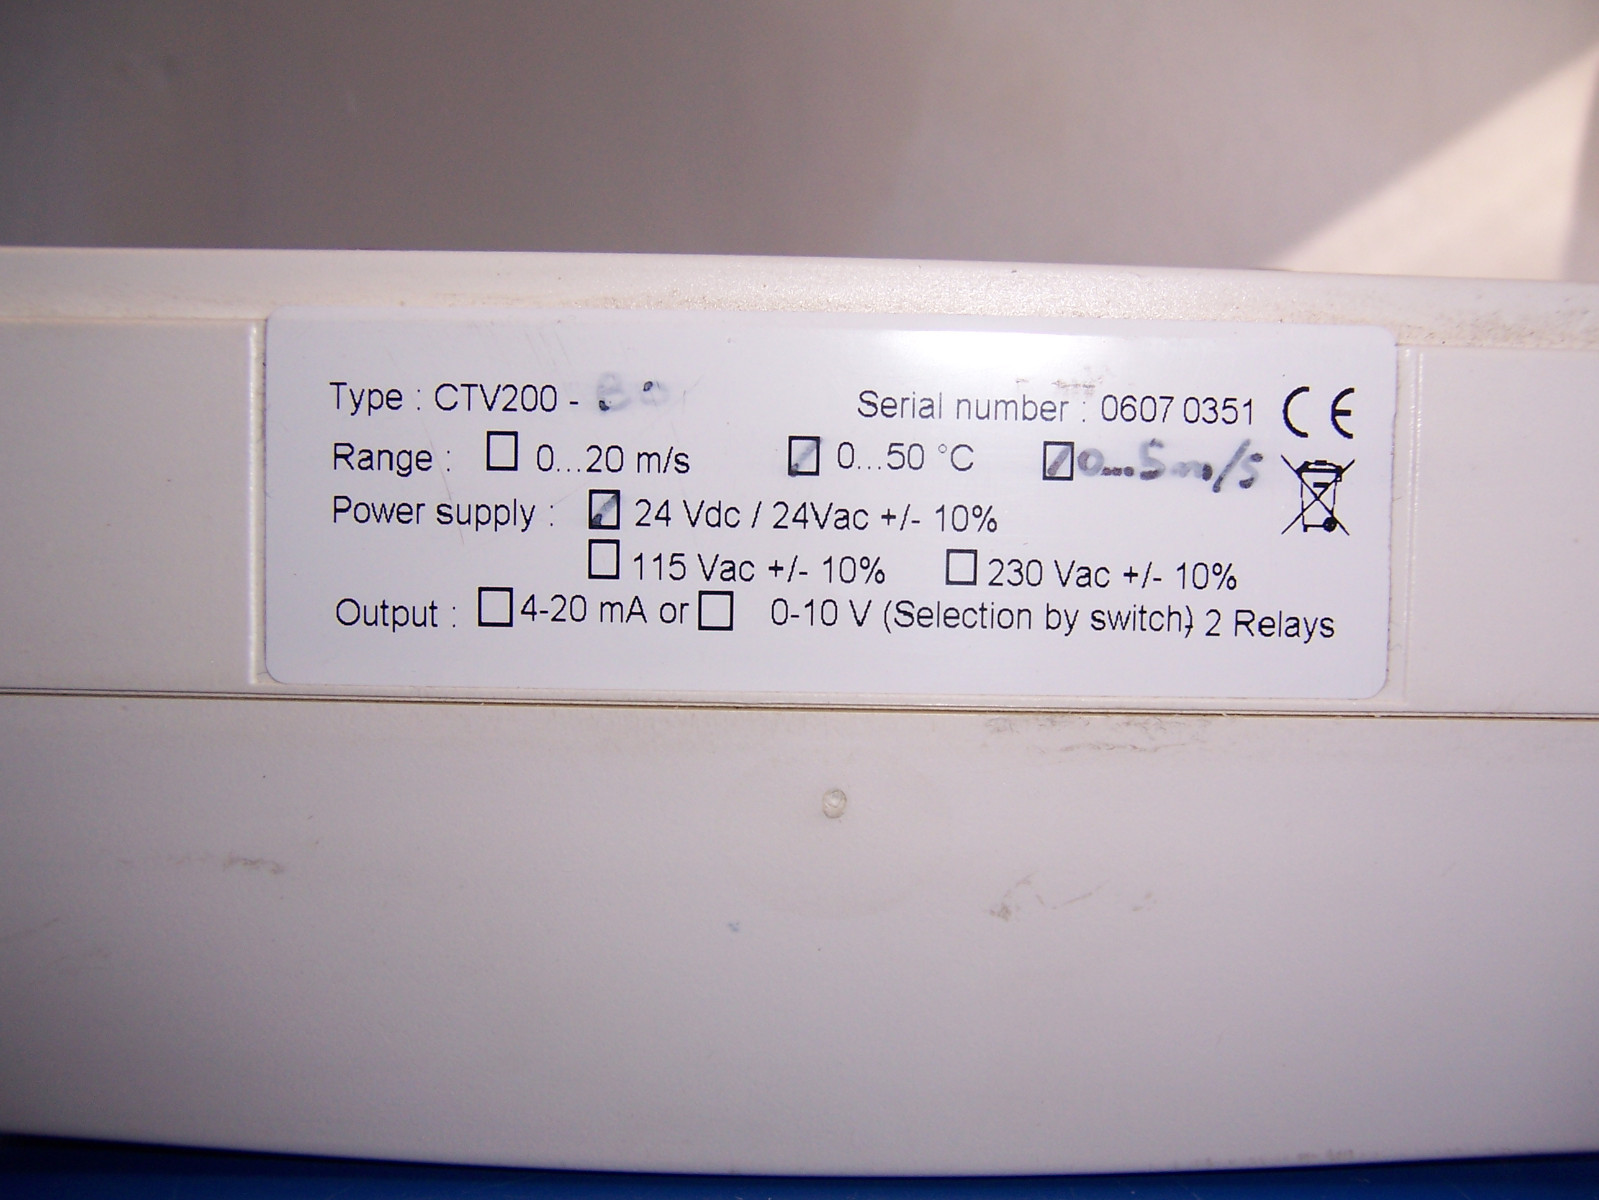 Type : CTV200 -
Serial number : 0607 0351 CE
Range : 0...20 m/s 0...50 °C 0...5 m/s
Power supply : 24 Vdc / 24Vac +/- 10%
115 Vac +/- 10% 230 Vac +/- 10%
Output : 4-20 mA or 0-10 V (Selection by switch) 2 Relays